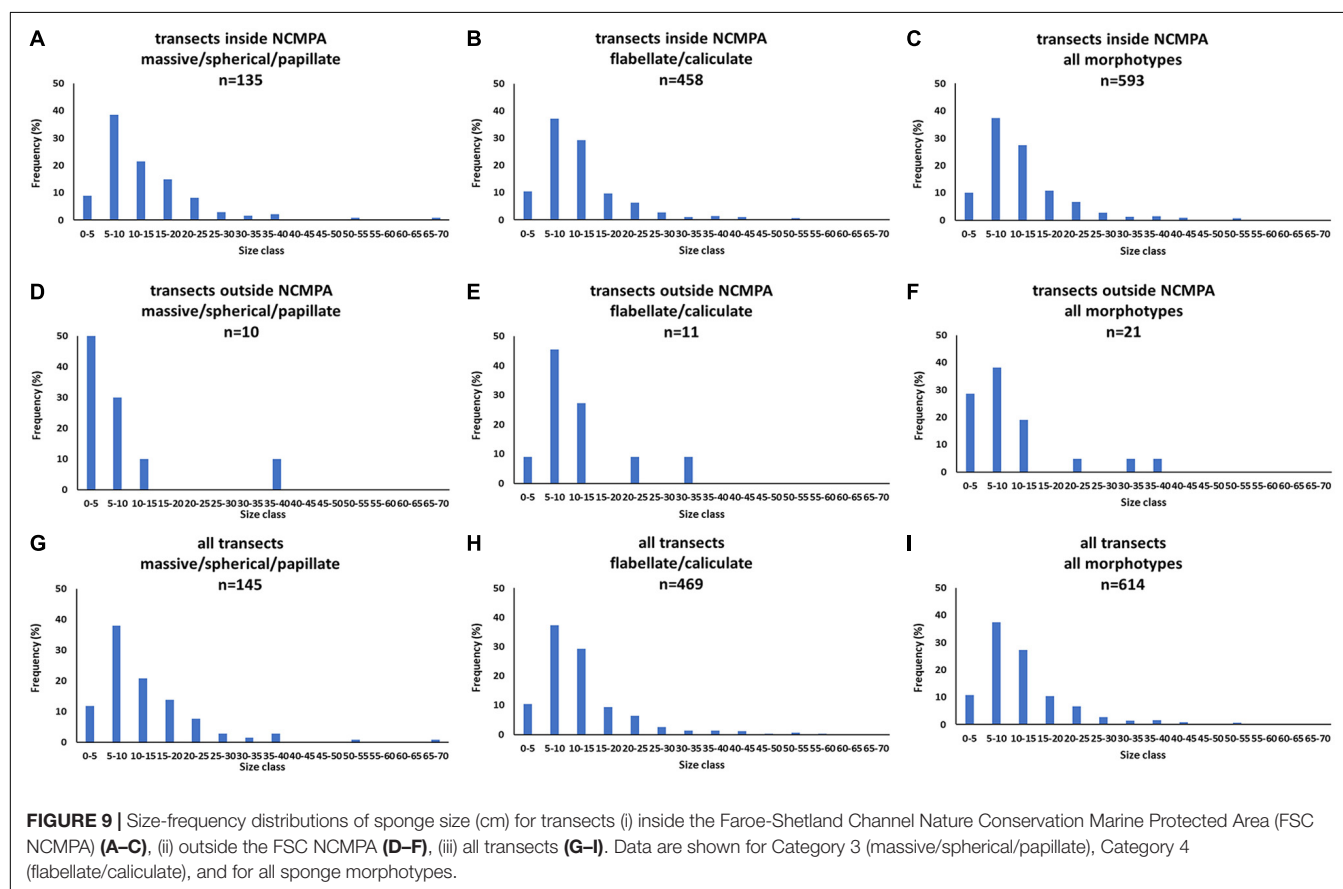 A
transects inside NCMPA
massive/spherical/papillate
n=135
50
40
30
20
10
0
Frequency (%)
0-5 5-10 10-15 15-20 20-25 25-30 30-35 35-40 40-45 45-50 50-55 55-60 60-65 65-70
Size class
B
transects inside NCMPA
flabellate/caliculate
n=458
50
40
30
20
10
0
Frequency (%)
0-5 5-10 10-15 15-20 20-25 25-30 30-35 35-40 40-45 45-50 50-55 55-60 60-65 65-70
Size class
C
transects inside NCMPA
all morphotypes
n=593
50
40
30
20
10
0
Frequency (%)
0-5 5-10 10-15 15-20 20-25 25-30 30-35 35-40 40-45 45-50 50-55 55-60 60-65 65-70
Size class
D
transects outside NCMPA
massive/spherical/papillate
n=10
50
40
30
20
10
0
Frequency (%)
0-5 5-10 10-15 15-20 20-25 25-30 30-35 35-40 40-45 45-50 50-55 55-60 60-65 65-70
Size class
E
transects outside NCMPA
flabellate/caliculate
n=11
50
40
30
20
10
0
Frequency (%)
0-5 5-10 10-15 15-20 20-25 25-30 30-35 35-40 40-45 45-50 50-55 55-60 60-65 65-70
Size class
F
transects outside NCMPA
all morphotypes
n=21
50
40
30
20
10
0
Frequency (%)
0-5 5-10 10-15 15-20 20-25 25-30 30-35 35-40 40-45 45-50 50-55 55-60 60-65 65-70
Size class
G
all transects
massive/spherical/papillate
n=145
50
40
30
20
10
0
Frequency (%)
0-5 5-10 10-15 15-20 20-25 25-30 30-35 35-40 40-45 45-50 50-55 55-60 60-65 65-70
Size class
H
all transects
flabellate/caliculate
n=469
50
40
30
20
10
0
Frequency (%)
0-5 5-10 10-15 15-20 20-25 25-30 30-35 35-40 40-45 45-50 50-55 55-60 60-65 65-70
Size class
I
all transects
all morphotypes
n=614
50
40
30
20
10
0
Frequency (%)
0-5 5-10 10-15 15-20 20-25 25-30 30-35 35-40 40-45 45-50 50-55 55-60 60-65 65-70
Size class
FIGURE 9 | Size-frequency distributions of sponge size (cm) for transects (i) inside the Faroe-Shetland Channel Nature Conservation Marine Protected Area (FSC
NCMPA) (A–C), (ii) outside the FSC NCMPA (D–F), (iii) all transects (G–I). Data are shown for Category 3 (massive/spherical/papillate), Category 4
(flabellate/caliculate), and for all sponge morphotypes.